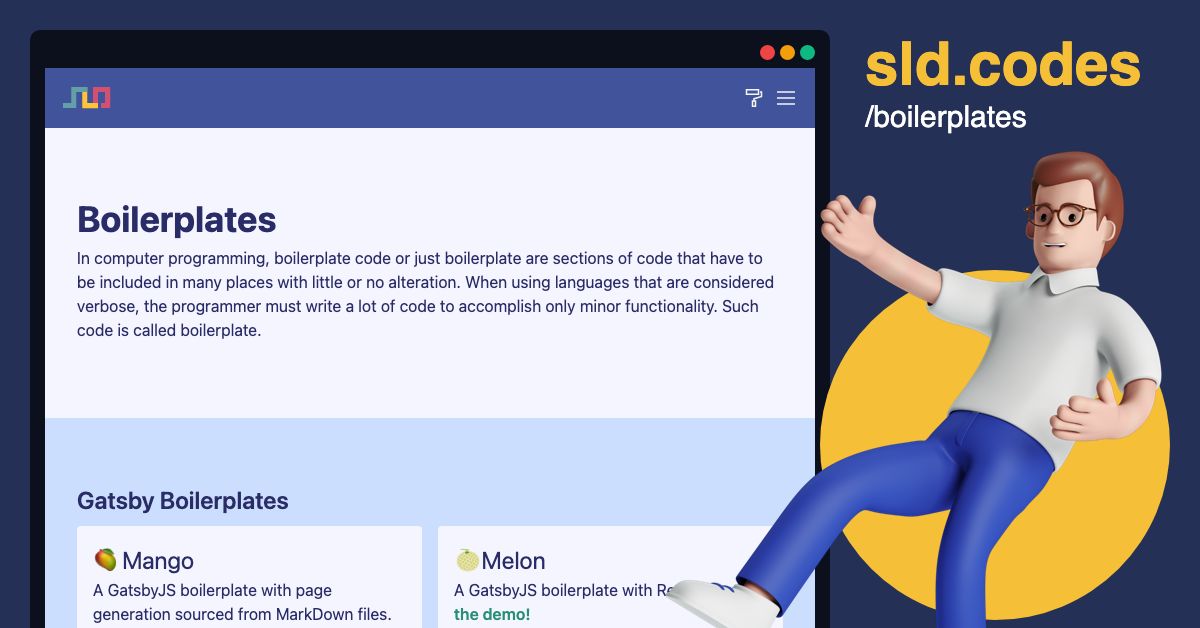 sld.codes
/boilerplates
SLD
Boilerplates
In computer programming, boilerplate code or just boilerplate are sections of code that have to
be included in many places with little or no alteration. When using languages that are considered
verbose, the programmer must write a lot of code to accomplish only minor functionality. Such
code is called boilerplate.
Gatsby Boilerplates
🥭 Mango
A GatsbyJS boilerplate with page
generation sourced from MarkDown files.
🍈Melon
A GatsbyJS boilerplate with
the demo!